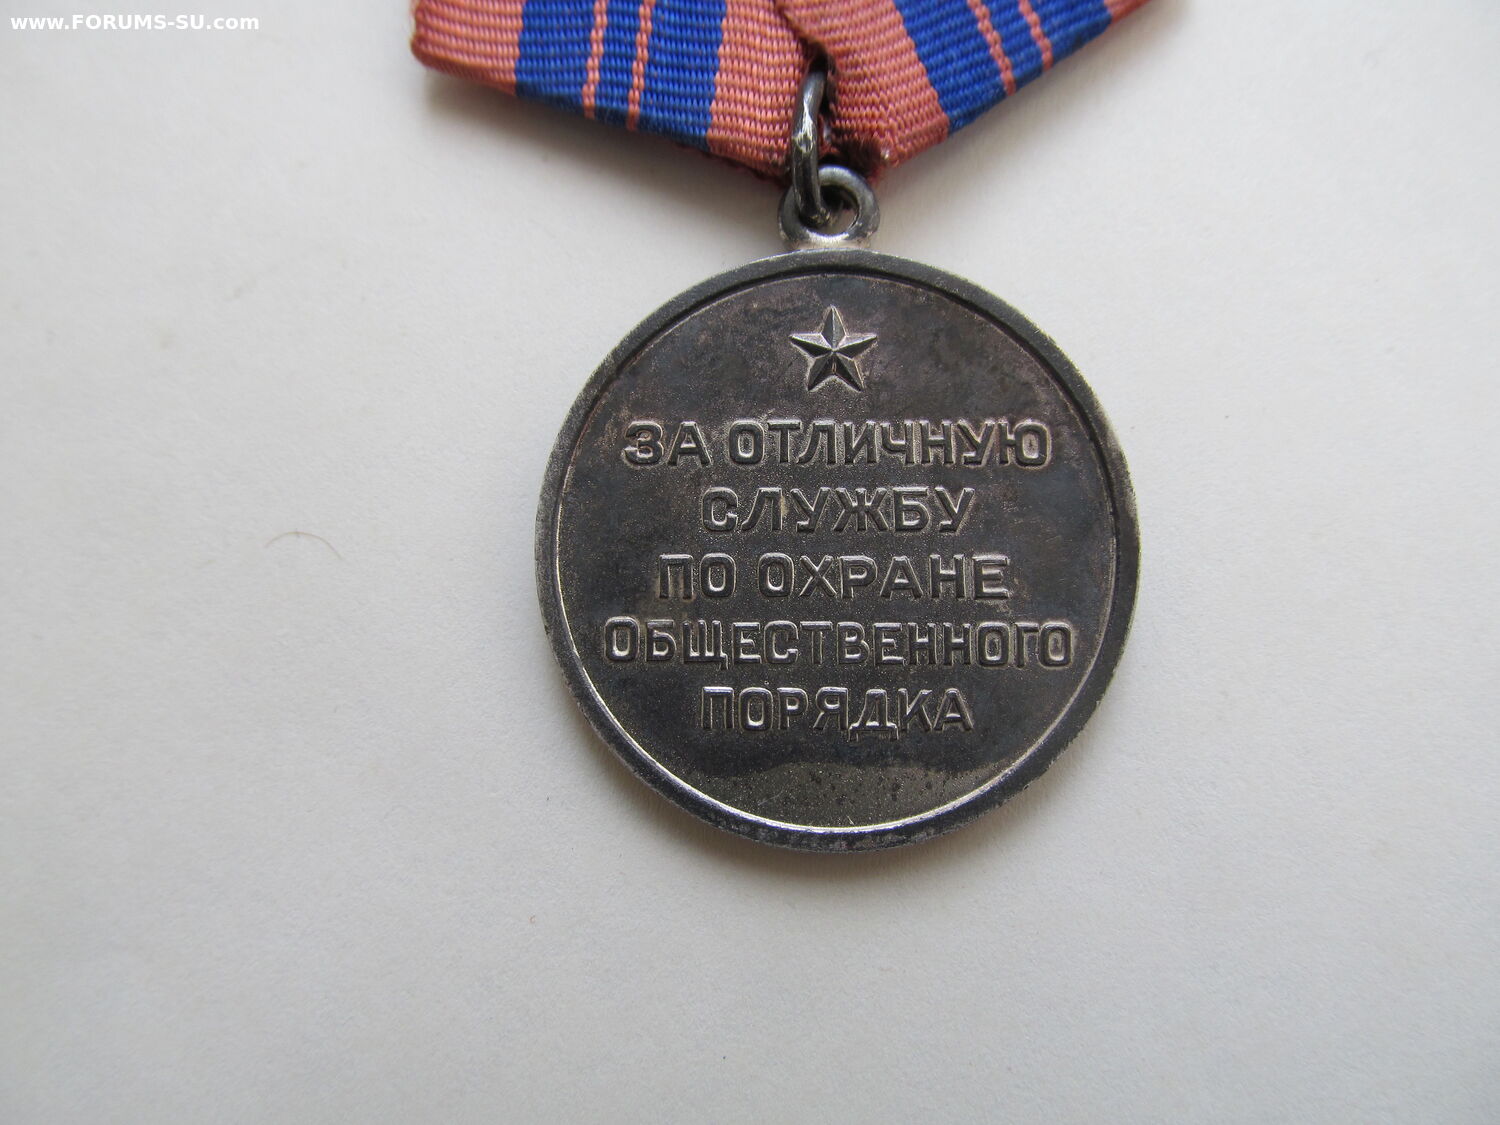 www.FORUMS-SU.com
ЗА ОТЛИЧНУЮ
СЛУЖБУ
ПО ОХРАНЕ
ОБЩЕСТВЕННОГО
ПОРЯДКА